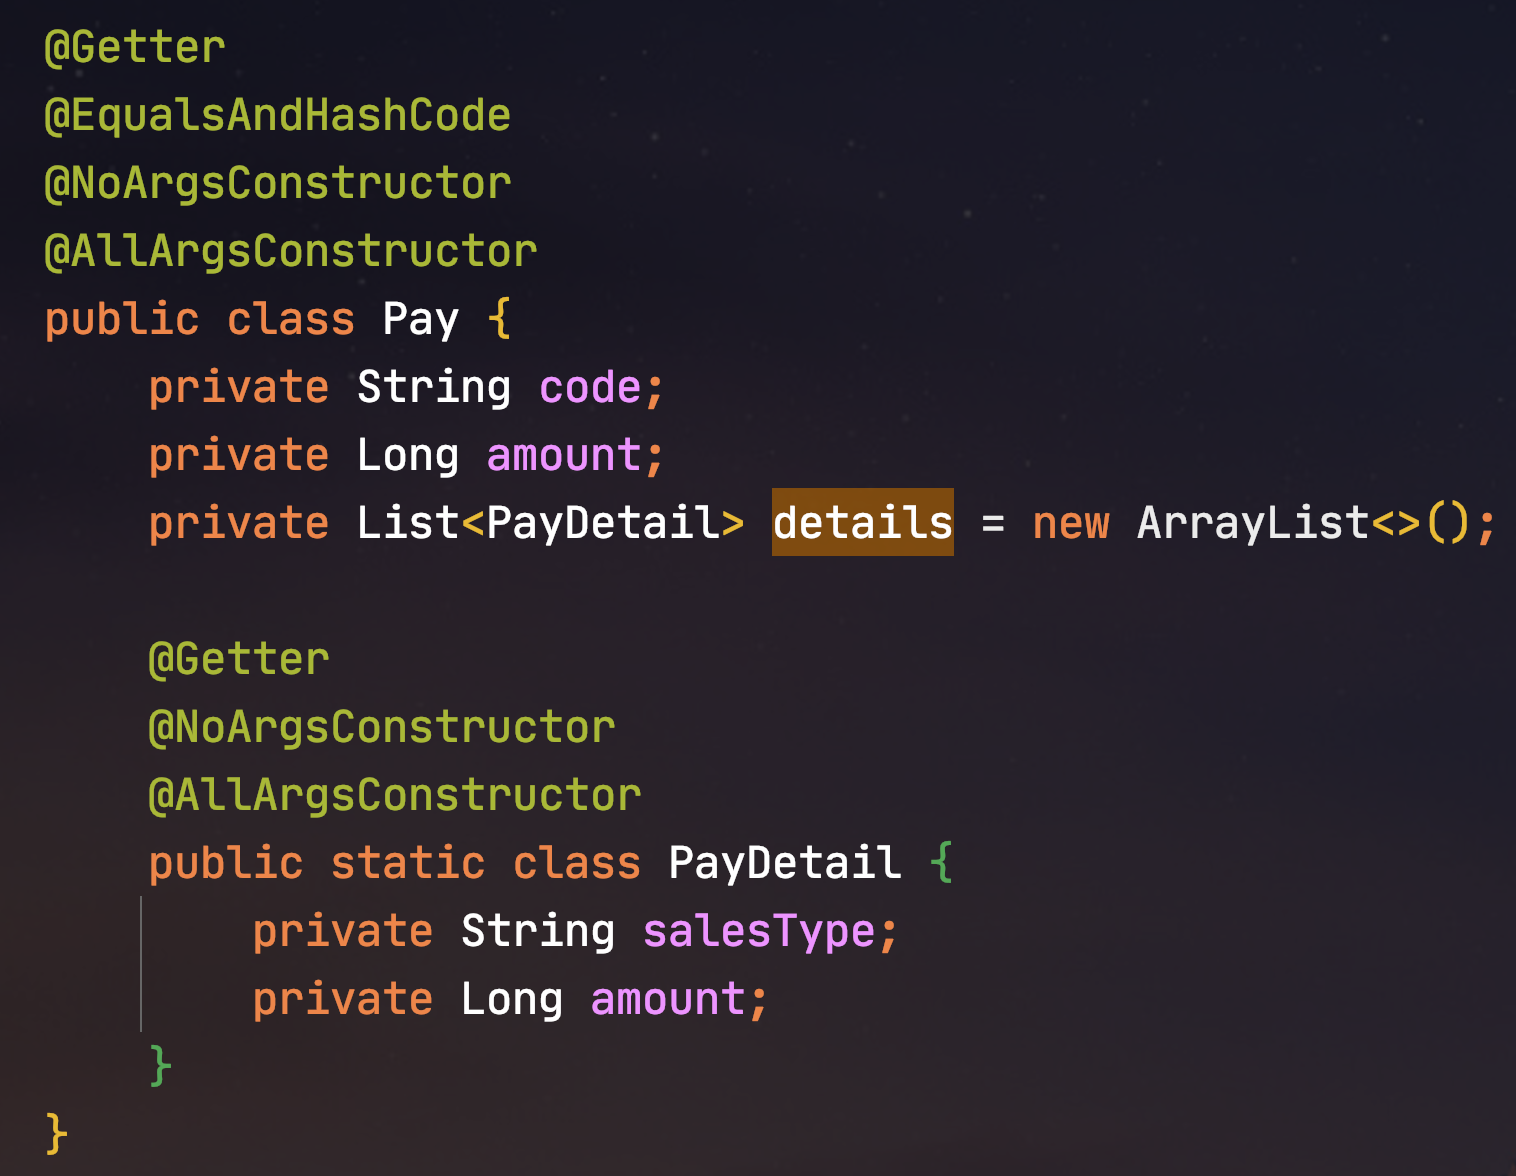 @Getter
@EqualsAndHashCode
@NoArgsConstructor
@AllArgsConstructor
public class Pay {
    private String code;
    private Long amount;
    private List<PayDetail> details = new ArrayList<>();

    @Getter
    @NoArgsConstructor
    @AllArgsConstructor
    public static class PayDetail {
        private String salesType;
        private Long amount;
    }
}